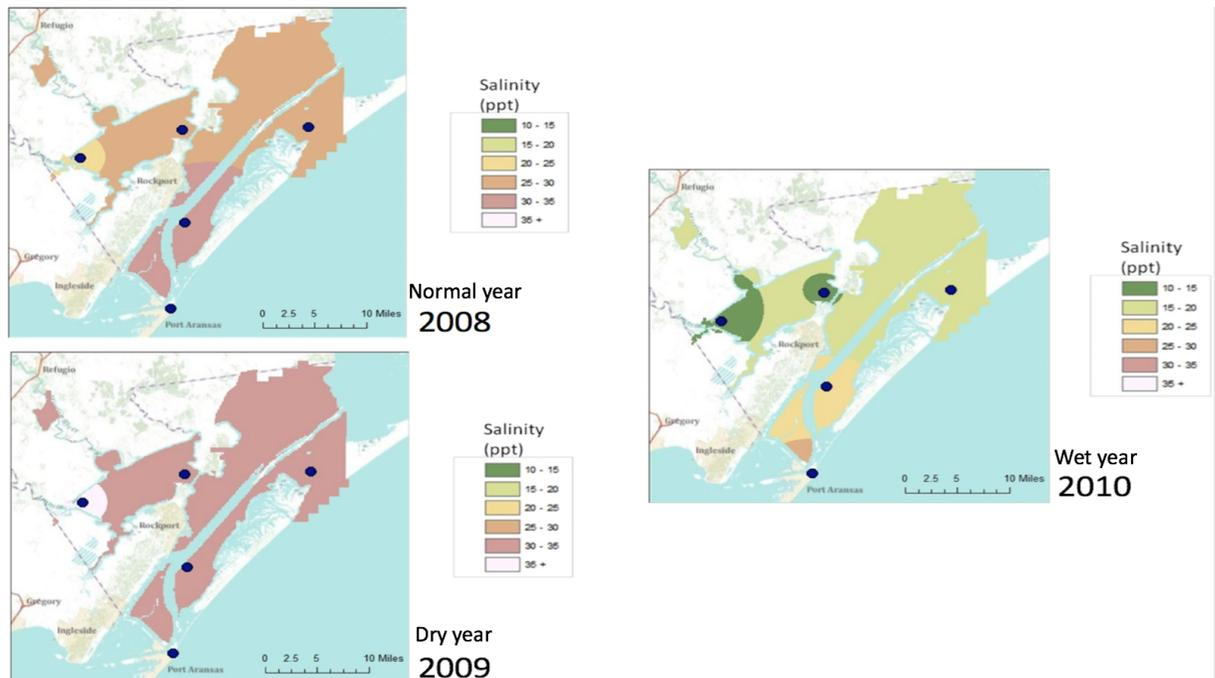 Refugio
River
Rockport
Gregory
Ingleside
Port Aransas
0 2.5 5 10 Miles
Salinity
(ppt)
10 - 15
15 - 20
20 - 25
25 - 30
30 - 35
35 +
Normal year
2008
Refugio
River
Rockport
Gregory
Ingleside
Port Aransas
0 2.5 5 10 Miles
Salinity
(ppt)
10 - 15
15 - 20
20 - 25
25 - 30
30 - 35
35 +
Dry year
2009
Refugio
River
Rockport
Gregory
Ingleside
Port Aransas
0 2.5 5 10 Miles
Salinity
(ppt)
10 - 15
15 - 20
20 - 25
25 - 30
30 - 35
35 +
Wet year
2010